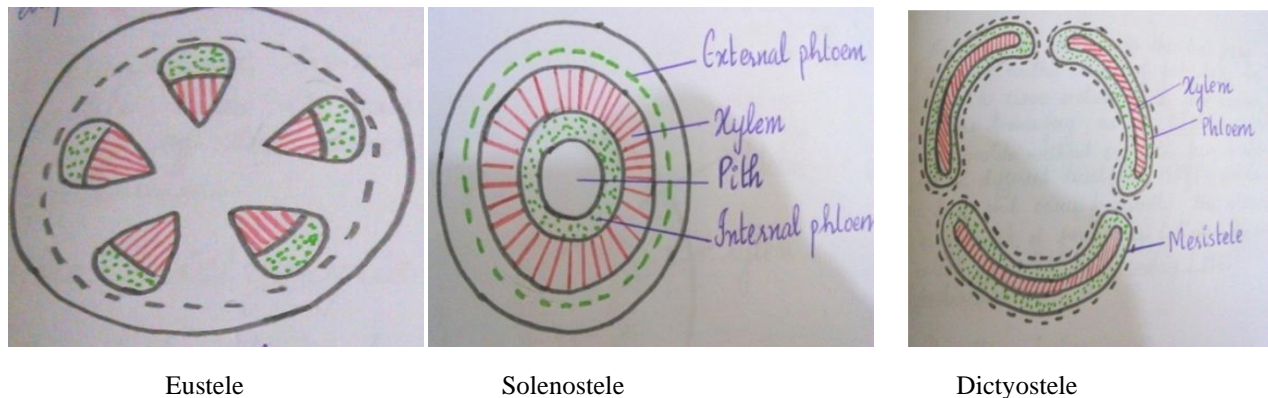 External phloem
Xylem
Pith
Internal phloem
Xylem
Phloem
Meristele
Eustele
Solenostele
Dictyostele